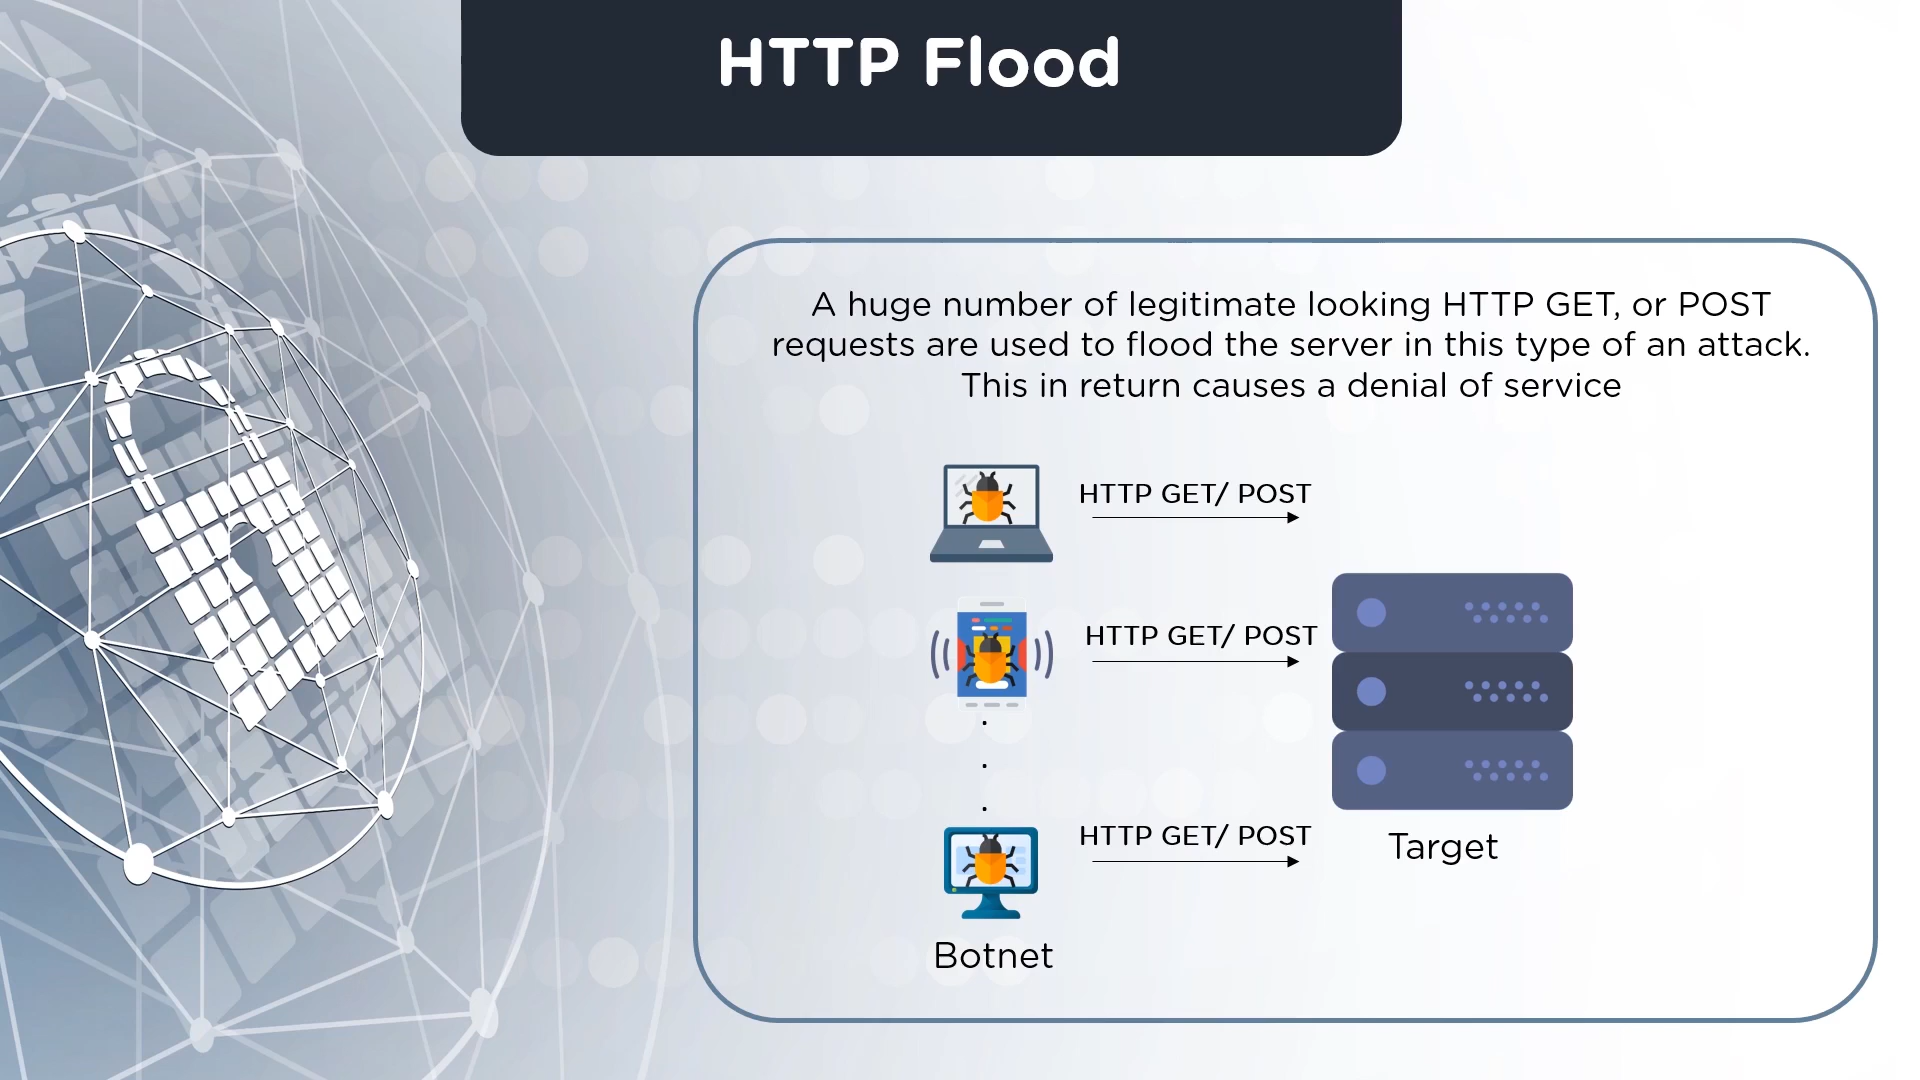 HTTP Flood
A huge number of legitimate looking HTTP GET, or POST
requests are used to flood the server in this type of an attack.
This in return causes a denial of service
HTTP GET/ POST
HTTP GET/ POST
.
.
.
HTTP GET/ POST
Target
Botnet